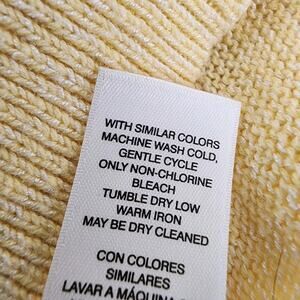 WITH SIMILAR COLORS
MACHINE WASH COLD,
GENTLE CYCLE
ONLY NON-CHLORINE
BLEACH
TUMBLE DRY LOW
WARM IRON
MAY BE DRY CLEANED
CON COLORES
SIMILARES
LAVAR A MÁQUINA